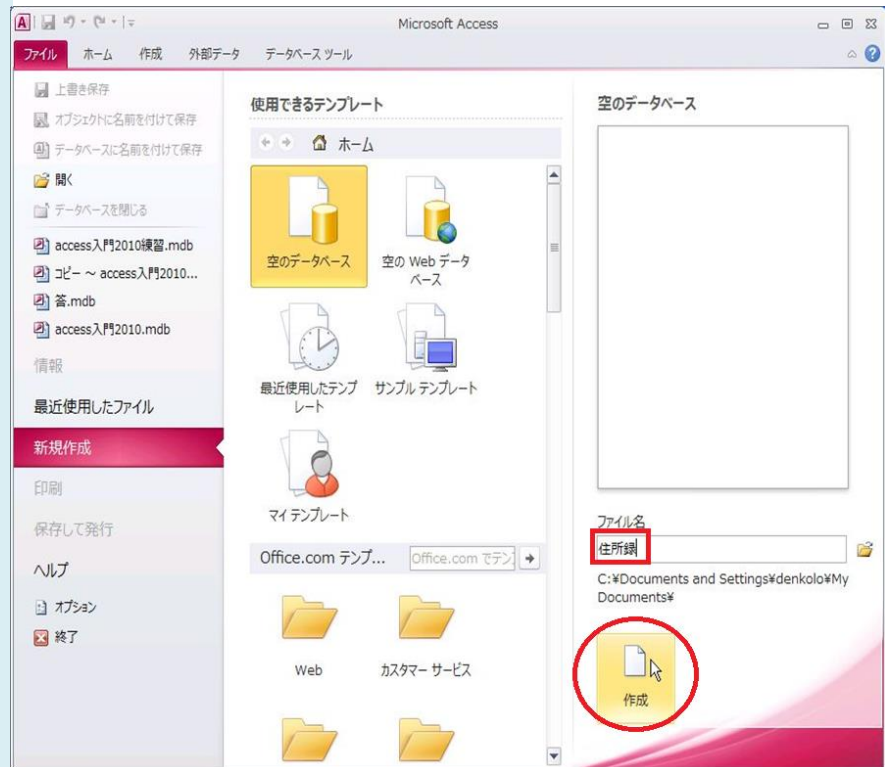 Microsoft Access
ファイル ホーム 作成 外部データ データベース ツール
上書き保存
オブジェクトに名前を付けて保存
データベースに名前を付けて保存
開く
データベースを閉じる
access入門2010練習.mdb
コピー ~ access入門2010...
答.mdb
access入門2010.mdb
情報
最近使用したファイル
新規作成
印刷
保存して発行
ヘルプ
オプション
終了
使用できるテンプレート
ホーム
空のデータベース
空の Web データ
ベース
最近使用したテンプ
レート
サンプル テンプレート
マイ テンプレート
Office.com テンプ... Office.com でテン
Web
カスタマー サービス
空のデータベース
ファイル名
住所録
C:¥Documents and Settings¥denkolo¥My
Documents¥
作成